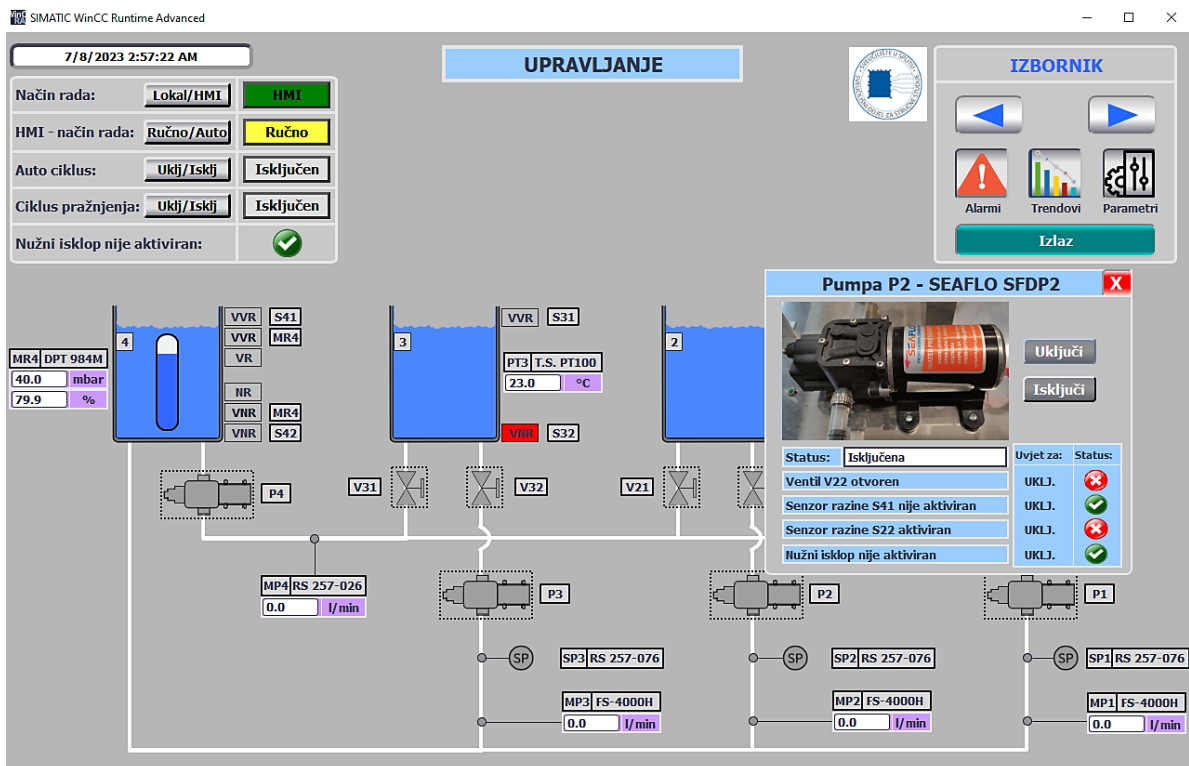 SIMATIC WinCC Runtime Advanced
7/8/2023 2:57:22 AM
UPRAVLJANJE
IZBORNIK
Način rada: Lokal/HMI HMI
HMI - način rada: Ručno/Auto Ručno
Auto ciklus: Uklj/Isklj Isključen
Ciklus pražnjenja: Uklj/Isklj Isključen
Nužni isklop nije aktiviran:
Alarmi Trendovi Parametri
Izlaz
Pumpa P2 - SEAFLO SFDP2 X
SEAFLO
Uključi
Isključi
Status: Isključena
Uvjet za: Status:
Ventil V22 otvoren UKLJ.
Senzor razine S41 nije aktiviran UKLJ.
Senzor razine S22 aktiviran UKLJ.
Nužni isklop nije aktiviran UKLJ.
4
VVR S41
VVR MR4
VR
NR
VNR MR4
VNR S42
MR4 DPT 984M
40.0 mbar
79.9 %
3
VVR S31
PT3 T.S. PT100
23.0 °C
VNR S32
2
P4
V31
V32
V21
MP4 RS 257-026
0.0 l/min
P3
P2
P1
SP SP3 RS 257-076
SP SP2 RS 257-076
SP SP1 RS 257-076
MP3 FS-4000H
0.0 l/min
MP2 FS-4000H
0.0 l/min
MP1 FS-4000H
0.0 l/min